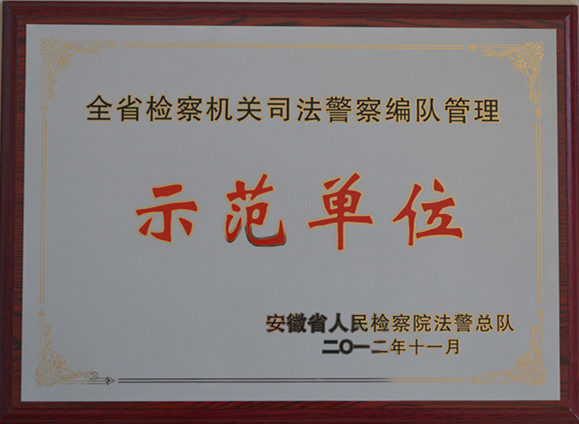 全省检察机关司法警察编队管理
示范单位
安徽省人民检察院法警总队
二〇一二年十一月